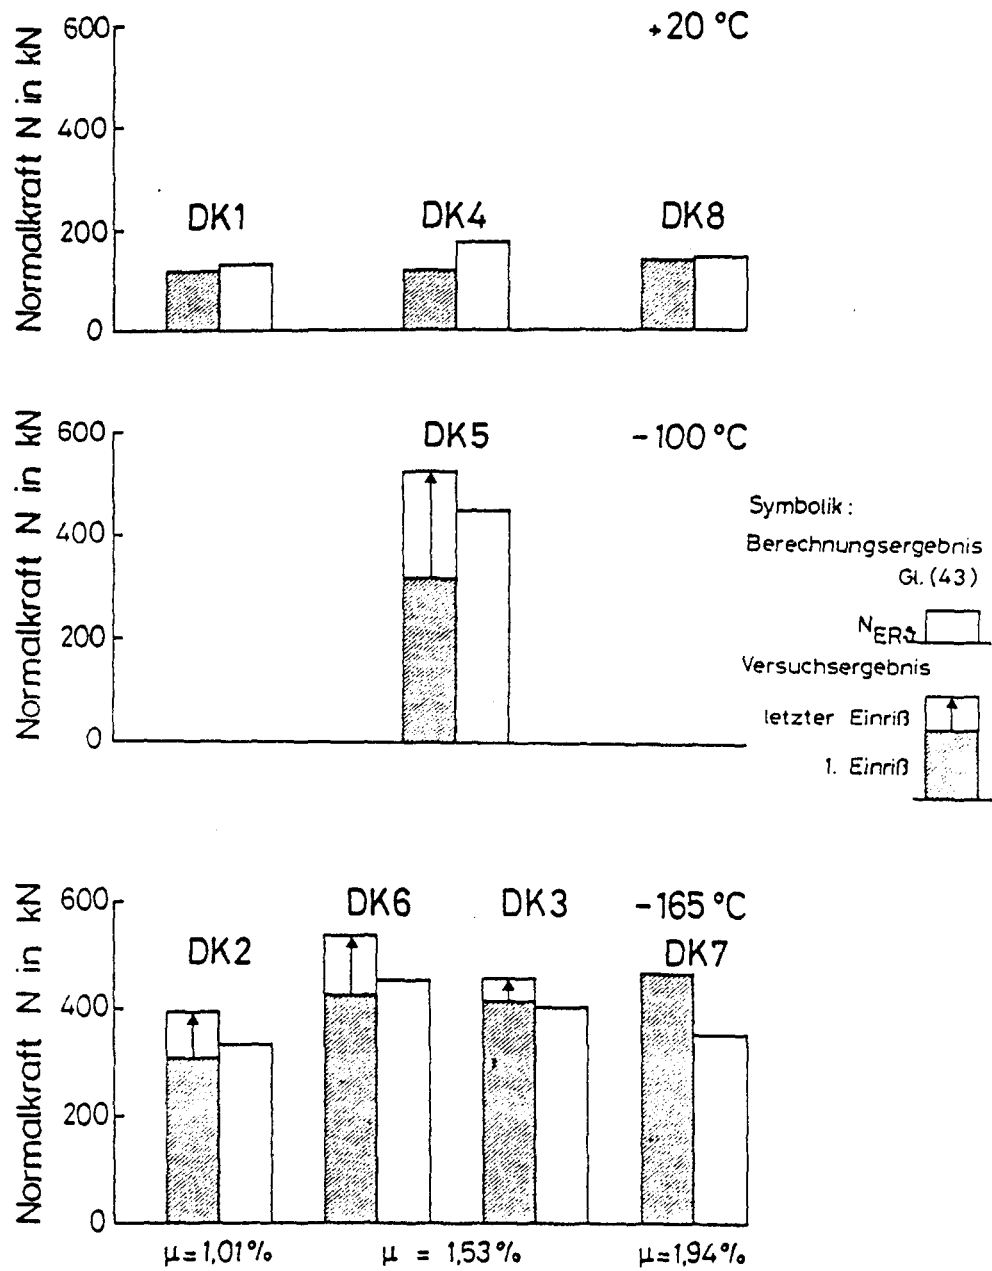 +20 °C
Normalkraft N in kN
600
400
200
0
DK1
DK4
DK8
-100 °C
Normalkraft N in kN
600
400
200
0
DK5
Symbolik :
Berechnungsergebnis
Gl. (43)
N_ERϑ
Versuchsergebnis
letzter Einriß
1. Einriß
-165 °C
Normalkraft N in kN
600
400
200
0
DK2
DK6
DK3
DK7
μ=1,01%
μ = 1,53%
μ=1,94%